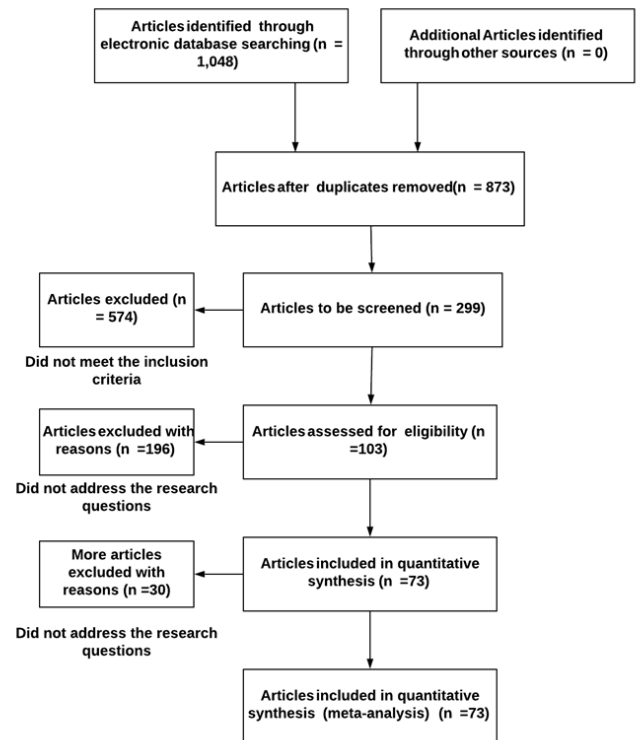 Articles identified through
electronic database searching (n =
1,048)
Additional Articles identified
through other sources (n = 0)
Articles after duplicates removed(n = 873)
Articles excluded (n
= 574)
Articles to be screened (n = 299)
Did not meet the inclusion
criteria
Articles excluded with
reasons (n =196)
Articles assessed for eligibility (n
=103)
Did not address the research
questions
More articles
excluded with
reasons (n =30)
Articles included in quantitative
synthesis (n =73)
Did not address the research
questions
Articles included in quantitative
synthesis (meta-analysis) (n =73)